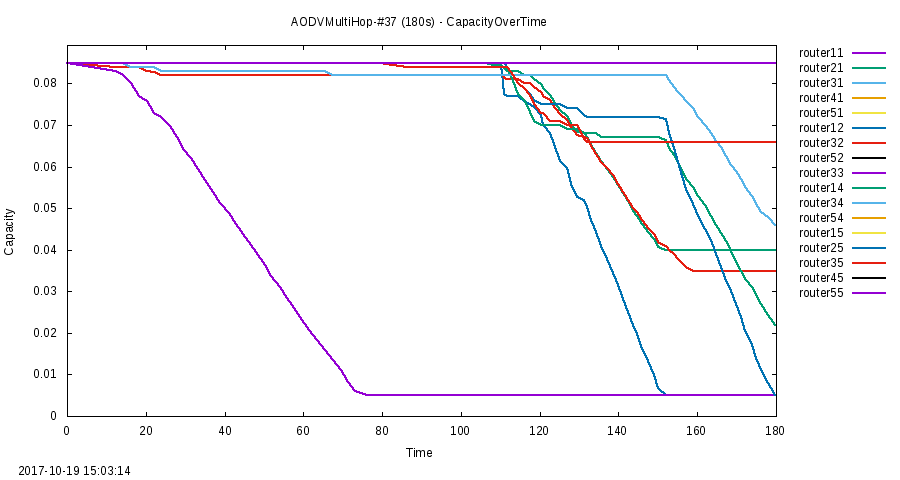 AODVMultiHop-#37 (180s) - CapacityOverTime
router11
router21
router31
router41
router51
router12
router32
router52
router33
router14
router34
router54
router15
router25
router35
router45
router55
Capacity
0.08
0.07
0.06
0.05
0.04
0.03
0.02
0.01
0
0 20 40 60 80 100 120 140 160 180
Time
2017-10-19 15:03:14